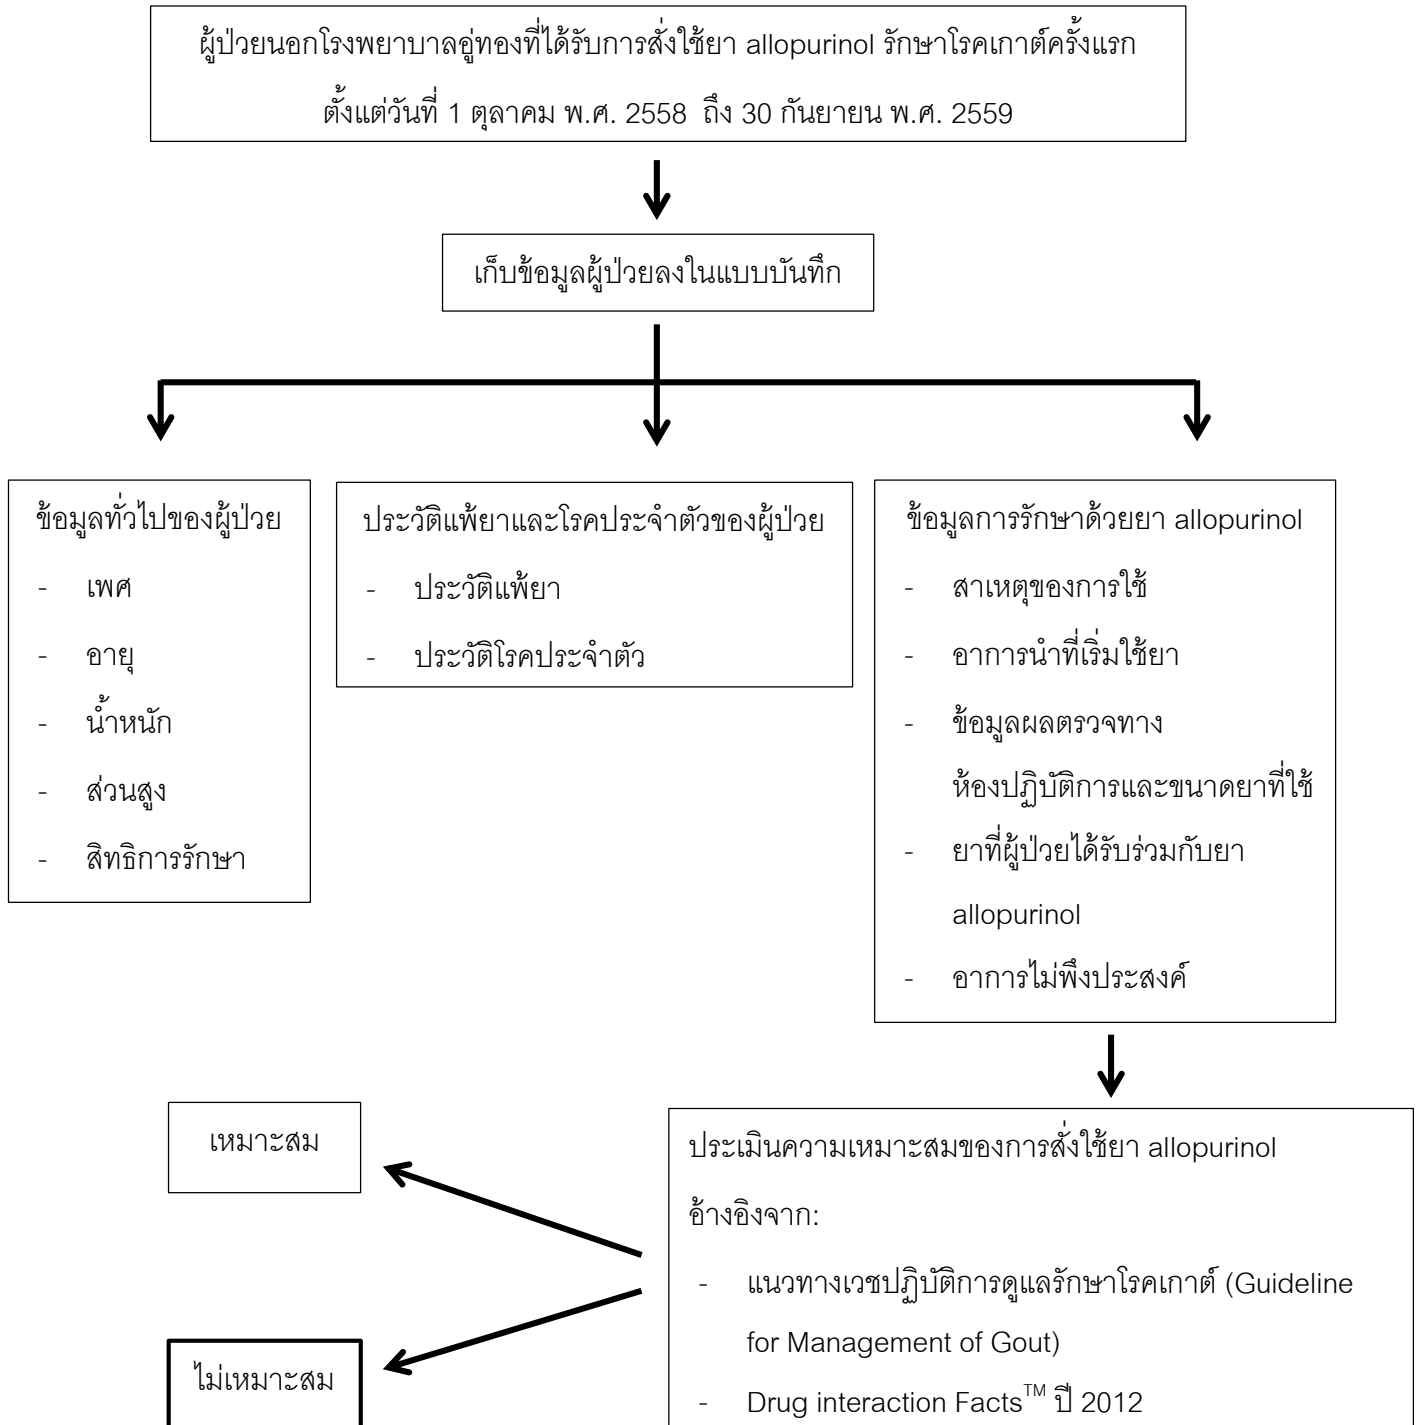 ผู้ป่วยนอกโรงพยาบาลอู่ทองที่ได้รับการสั่งใช้ยา allopurinol รักษาโรคเกาต์ครั้งแรก
ตั้งแต่วันที่ 1 ตุลาคม พ.ศ. 2558 ถึง 30 กันยายน พ.ศ. 2559
เก็บข้อมูลผู้ป่วยลงในแบบบันทึก
ข้อมูลทั่วไปของผู้ป่วย
- เพศ
- อายุ
- น้ำหนัก
- ส่วนสูง
- สิทธิการรักษา
ประวัติแพ้ยาและโรคประจำตัวของผู้ป่วย
- ประวัติแพ้ยา
- ประวัติโรคประจำตัว
ข้อมูลการรักษาด้วยยา allopurinol
- สาเหตุของการใช้
- อาการนำที่เริ่มใช้ยา
- ข้อมูลผลตรวจทาง
ห้องปฏิบัติการและขนาดยาที่ใช้
- ยาที่ผู้ป่วยได้รับร่วมกับยา
allopurinol
- อาการไม่พึงประสงค์
ประเมินความเหมาะสมของการสั่งใช้ยา allopurinol
อ้างอิงจาก:
- แนวทางเวชปฏิบัติการดูแลรักษาโรคเกาต์ (Guideline
for Management of Gout)
- Drug interaction Facts™ ปี 2012
เหมาะสม
ไม่เหมาะสม